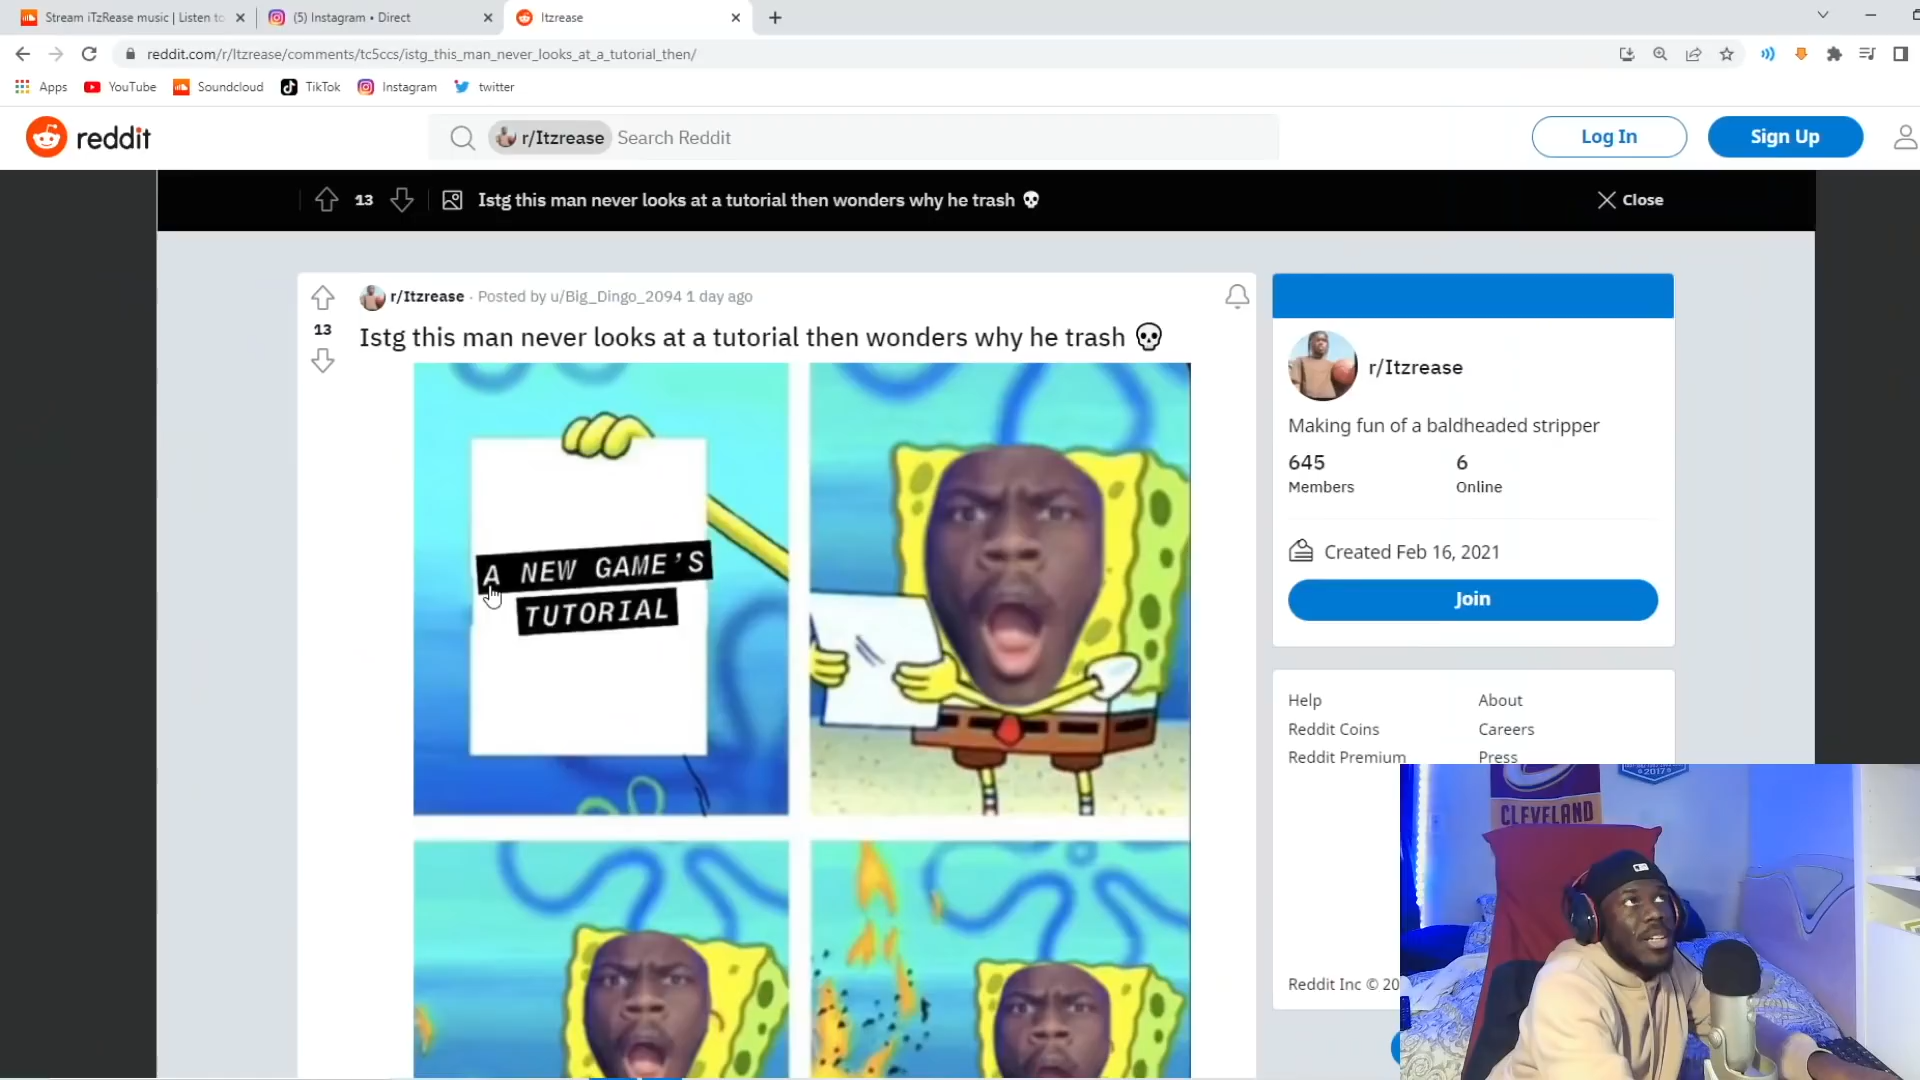 Stream iTzRease music | Listen to
(5) Instagram • Direct
Itzrease
reddit.com/r/Itzrease/comments/tc5ccs/istg_this_man_never_looks_at_a_tutorial_then/
Apps YouTube Soundcloud TikTok Instagram twitter
reddit r/Itzrease Search Reddit Log In Sign Up
13 Istg this man never looks at a tutorial then wonders why he trash 💀 Close
r/Itzrease · Posted by u/Big_Dingo_2094 1 day ago
13
Istg this man never looks at a tutorial then wonders why he trash 💀
A NEW GAME'S
TUTORIAL
r/Itzrease
Making fun of a baldheaded stripper
645 6
Members Online
Created Feb 16, 2021
Join
Help About
Reddit Coins Careers
Reddit Premium Press
Reddit Inc © 20
2017
CLEVELAND